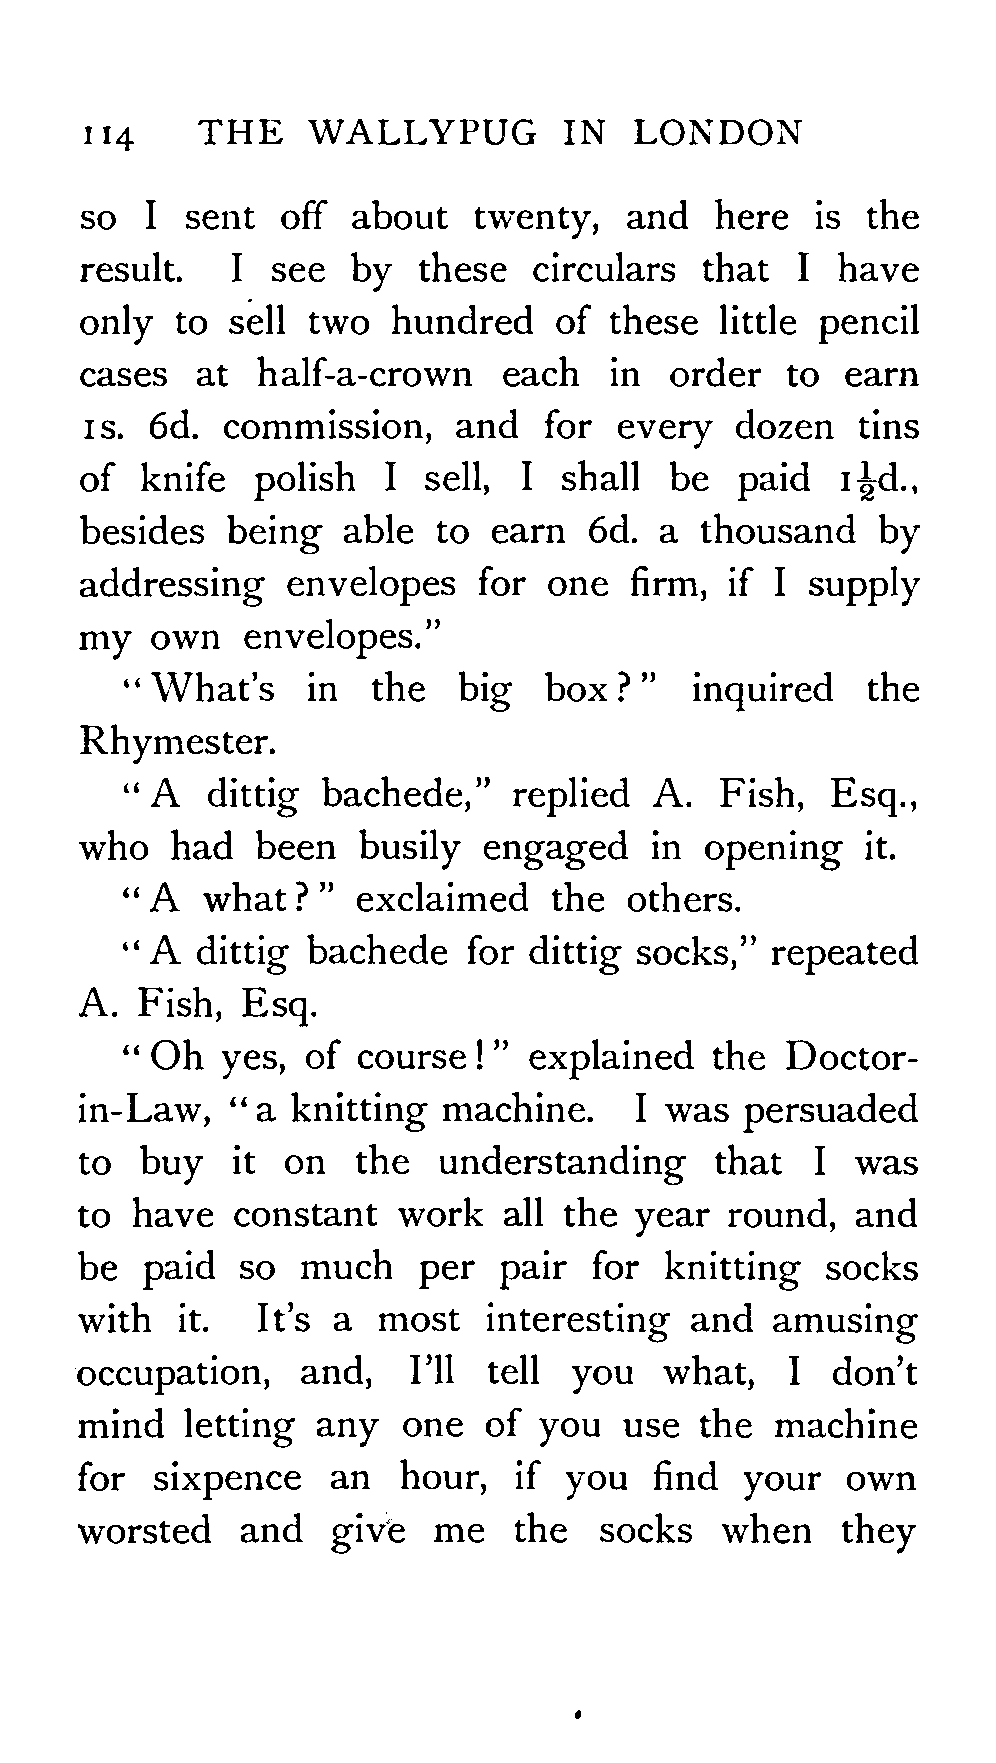 114 THE WALLYPUG IN LONDON
so I sent off about twenty, and here is the
result. I see by these circulars that I have
only to sell two hundred of these little pencil
cases at half-a-crown each in order to earn
1s. 6d. commission, and for every dozen tins
of knife polish I sell, I shall be paid 1½d.,
besides being able to earn 6d. a thousand by
addressing envelopes for one firm, if I supply
my own envelopes."
"What's in the big box?" inquired the
Rhymester.
"A dittig bachede," replied A. Fish, Esq.,
who had been busily engaged in opening it.
"A what?" exclaimed the others.
"A dittig bachede for dittig socks," repeated
A. Fish, Esq.
"Oh yes, of course!" explained the Doctor-
in-Law, "a knitting machine. I was persuaded
to buy it on the understanding that I was
to have constant work all the year round, and
be paid so much per pair for knitting socks
with it. It's a most interesting and amusing
occupation, and, I'll tell you what, I don't
mind letting any one of you use the machine
for sixpence an hour, if you find your own
worsted and give me the socks when they